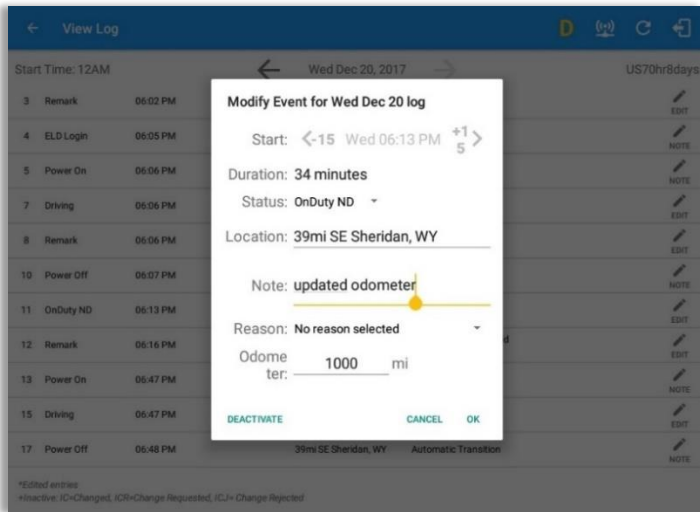 View Log
D
Start Time: 12AM Wed Dec 20, 2017 US70hr8days
3 Remark 06:02 PM EDIT
4 ELD Login 06:05 PM NOTE
5 Power On 06:06 PM NOTE
7 Driving 06:06 PM EDIT
8 Remark 06:06 PM EDIT
10 Power Off 06:07 PM NOTE
11 OnDuty ND 06:13 PM EDIT
12 Remark 06:16 PM d EDIT
13 Power On 06:47 PM NOTE
15 Driving 06:47 PM EDIT
17 Power Off 06:48 PM 39mi SE Sheridan, WY Automatic Transition NOTE
*Edited entries
+Inactive: IC=Changed, ICR=Change Requested, ICJ= Change Rejected
Modify Event for Wed Dec 20 log
Start: -15 Wed 06:13 PM +1
5
Duration: 34 minutes
Status: OnDuty ND
Location: 39mi SE Sheridan, WY
Note: updated odometer
Reason: No reason selected
Odome
ter: 1000 mi
DEACTIVATE CANCEL OK